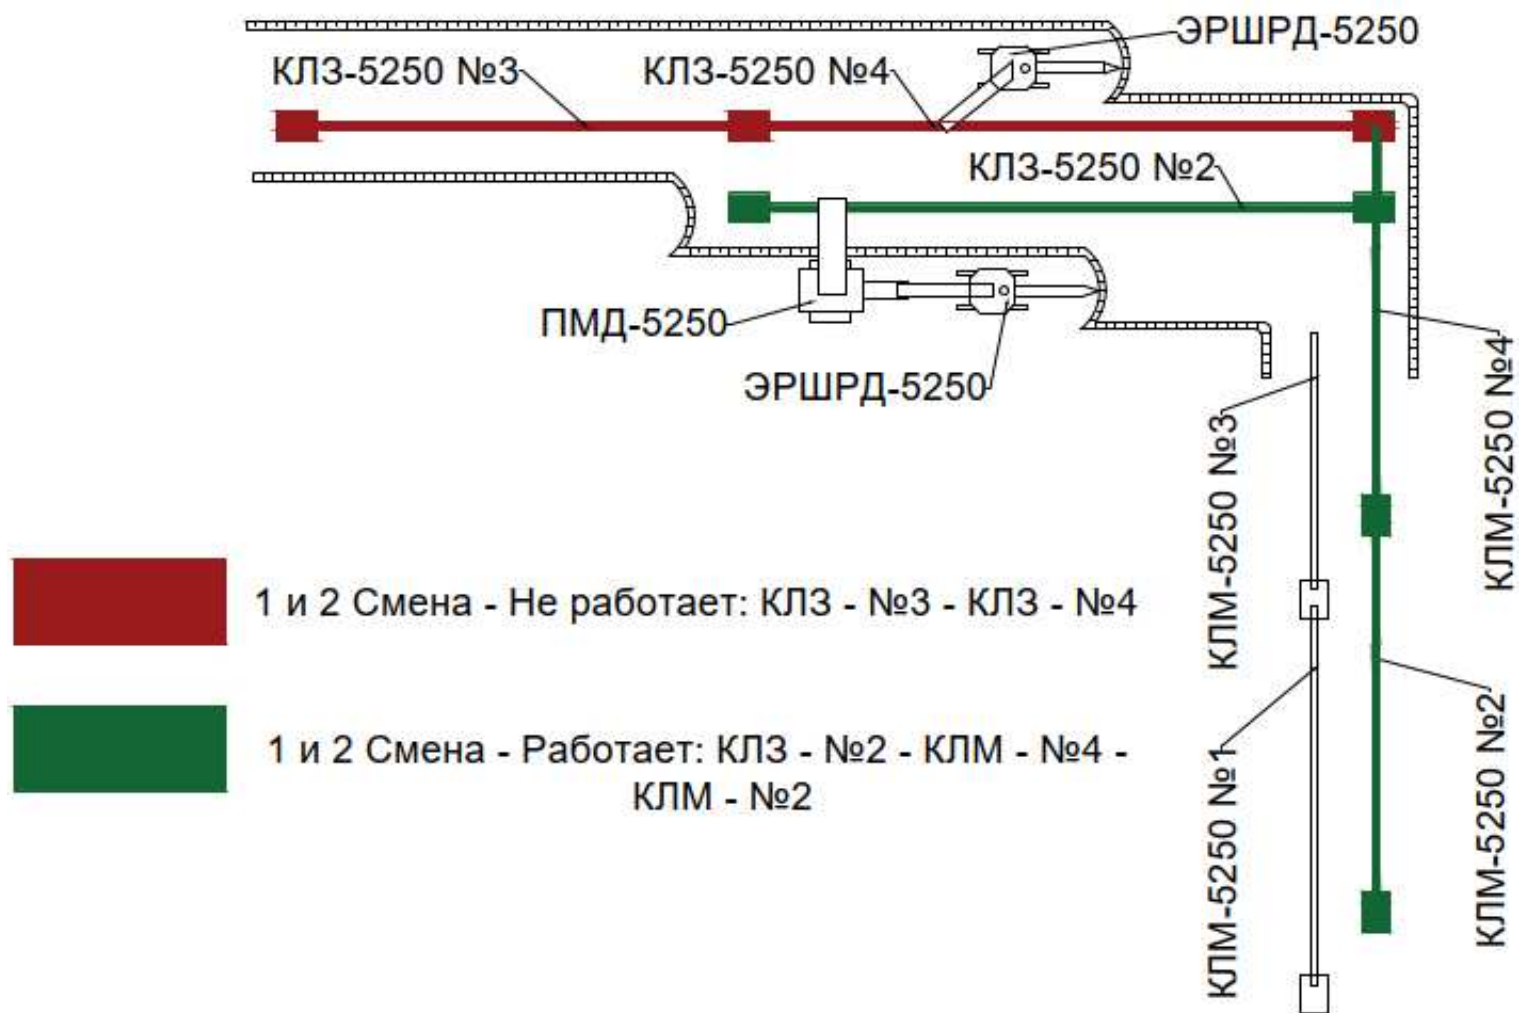 ЭРШРД-5250
КЛЗ-5250 №3
КЛЗ-5250 №4
КЛЗ-5250 №2
ПМД-5250
ЭРШРД-5250
КЛМ-5250 №3
КЛМ-5250 №4
1 и 2 Смена - Не работает: КЛЗ - №3 - КЛЗ - №4
1 и 2 Смена - Работает: КЛЗ - №2 - КЛМ - №4 -
КЛМ - №2
КЛМ-5250 №1
КЛМ-5250 №2